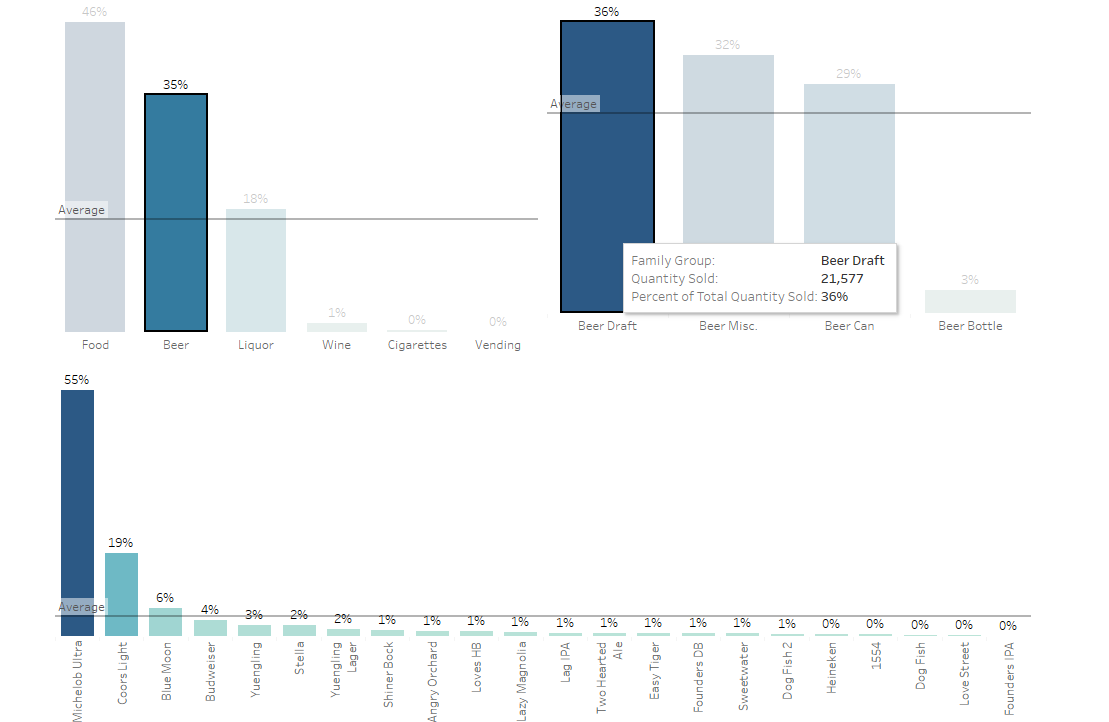 46%
35%
18%
1%
0%
0%
Average
Food Beer Liquor Wine Cigarettes Vending
36%
32%
29%
3%
Average
Family Group: Beer Draft
Quantity Sold: 21,577
Percent of Total Quantity Sold: 36%
Beer Draft Beer Misc. Beer Can Beer Bottle
55%
19%
6%
4%
3%
2%
2%
1%
1%
1%
1%
1%
1%
1%
1%
1%
1%
0%
0%
0%
0%
0%
Average
Michelob Ultra
Coors Light
Blue Moon
Budweiser
Yuengling
Stella
Yuengling
Lager
Shiner Bock
Angry Orchard
Loves HB
Lazy Magnolia
Lag IPA
Two Hearted
Ale
Easy Tiger
Founders DB
Sweetwater
Dog Fish 2
Heineken
1554
Dog Fish
Love Street
Founders IPA